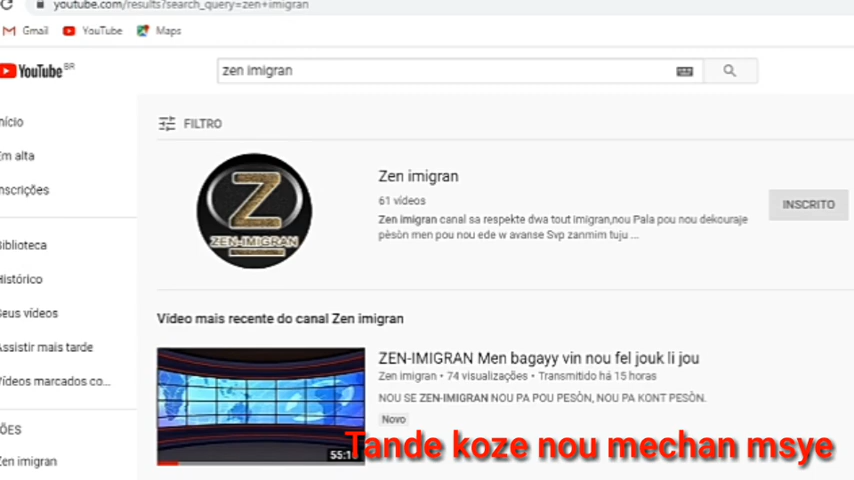 youtube.com/results?search_query=zen+imigran
Gmail YouTube Maps
YouTube BR
zen imigran
nício
Em alta
nscrições
Biblioteca
Histórico
Seus vídeos
Assistir mais tarde
Vídeos marcados co...
ÕES
Zen imigran
FILTRO
Z
ZEN-IMIGRAN
Zen imigran
61 vídeos
Zen imigran canal sa respekte dwa tout imigran,nou Pala pou nou dekouraje
pèsòn men pou nou ede w avanse Svp zanmim tuju ...
INSCRITO
Vídeo mais recente do canal Zen imigran
ZEN-IMIGRAN Men bagayy vin nou fel jouk li jou
Zen imigran • 74 visualizações • Transmitido há 15 horas
NOU SE ZEN-IMIGRAN NOU PA POU PESÒN, NOU PA KONT PESÒN.
Novo
Tande koze nou mechan msye